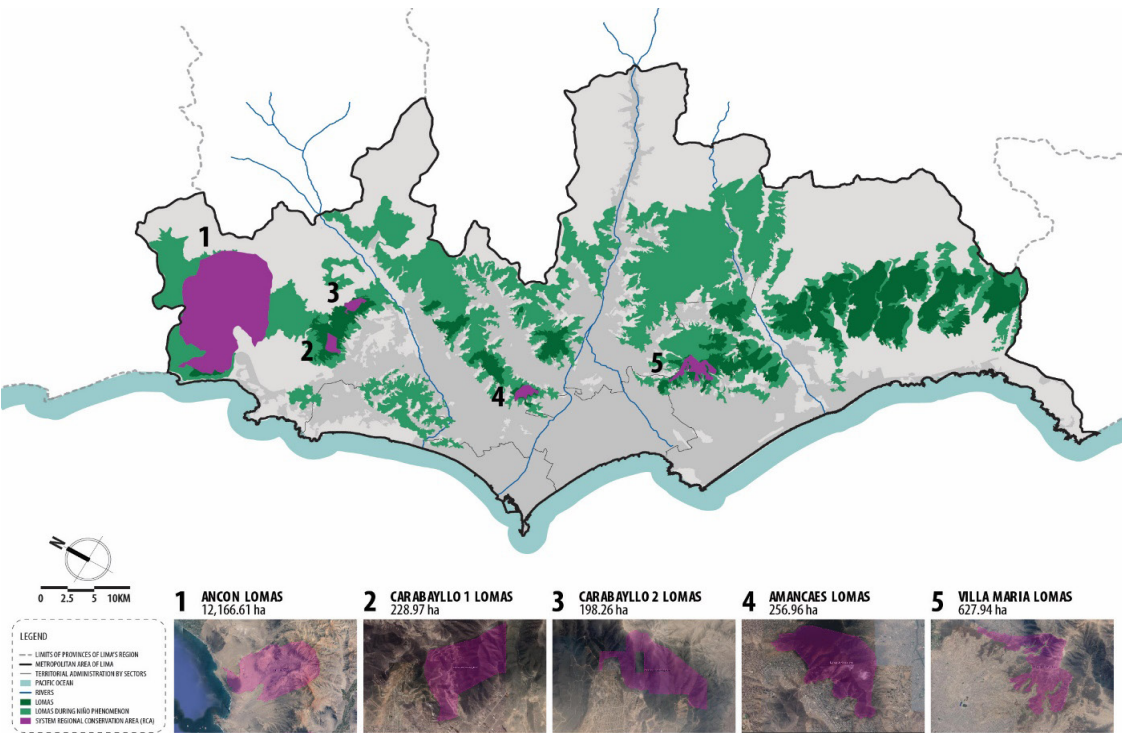 1
3
2
4
5
N
0 2.5 5 10KM
LEGEND
LIMITS OF PROVINCES OF LIMA'S REGION
METROPOLITAN AREA OF LIMA
TERRITORIAL ADMINISTRATION BY SECTORS
PACIFIC OCEAN
RIVERS
LOMAS
LOMAS DURING NIÑO PHENOMENON
SYSTEM REGIONAL CONSERVATION AREA (RCA)
1 ANCON LOMAS
12,166.61 ha
2 CARABAYLLO 1 LOMAS
228.97 ha
3 CARABAYLLO 2 LOMAS
198.26 ha
4 AMANCAES LOMAS
256.96 ha
5 VILLA MARIA LOMAS
627.94 ha